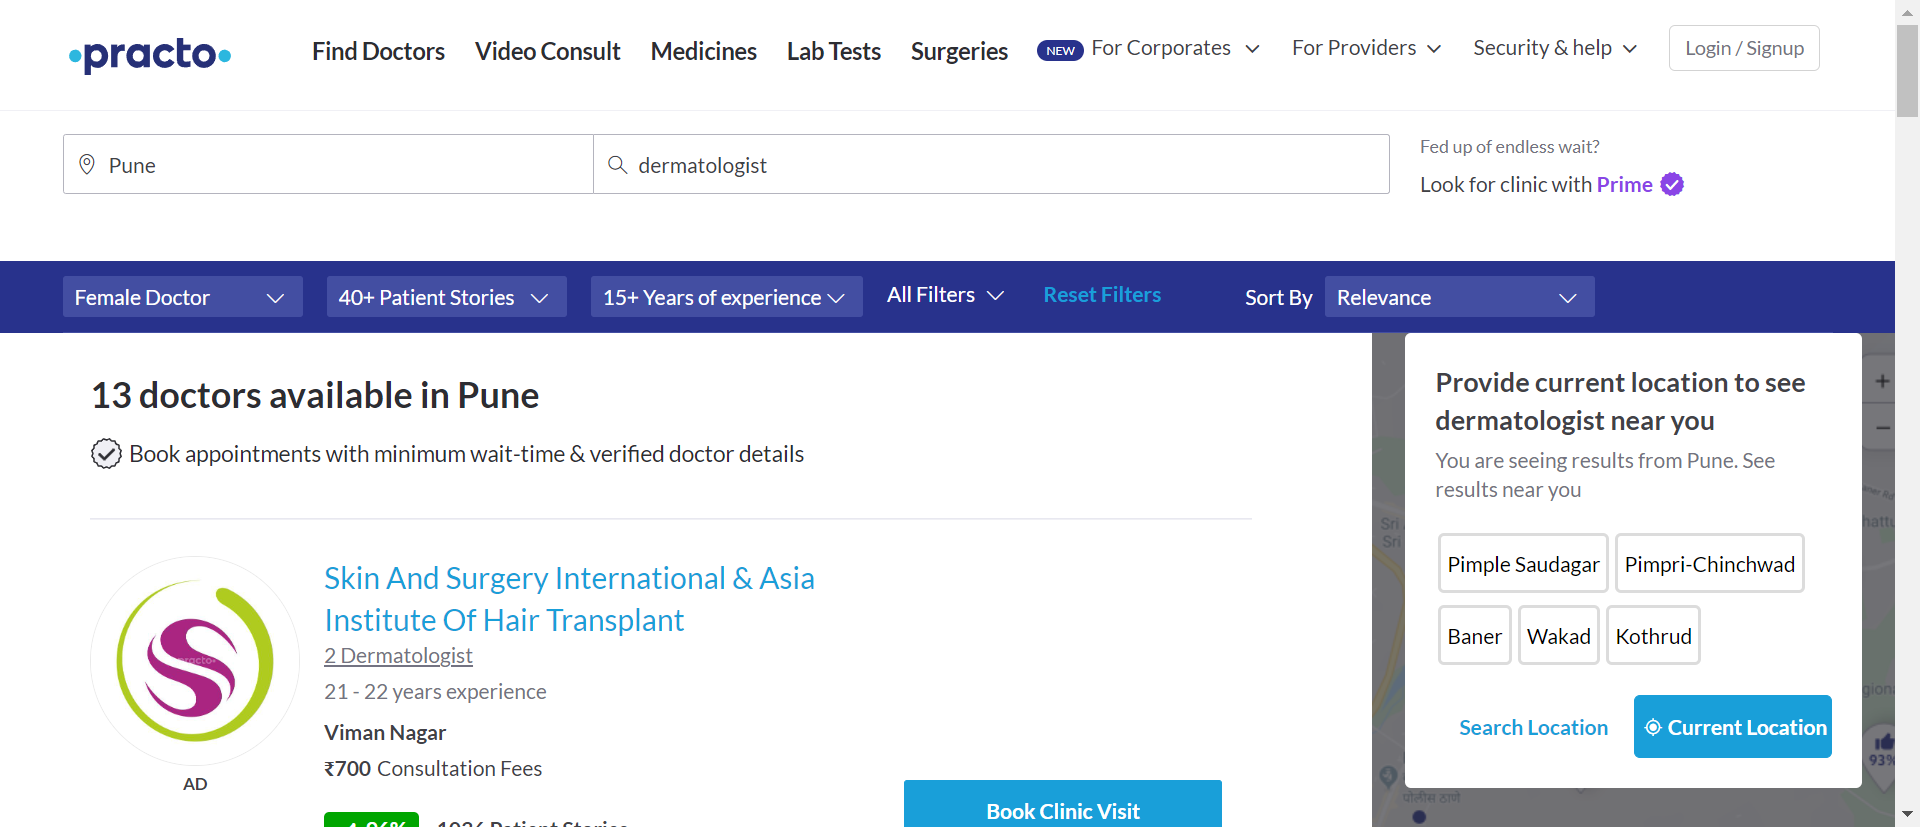 practo
Find Doctors
Video Consult
Medicines
Lab Tests
Surgeries
NEW For Corporates
For Providers
Security & help
Login / Signup
Pune
dermatologist
Fed up of endless wait?
Look for clinic with Prime
Female Doctor
40+ Patient Stories
15+ Years of experience
All Filters
Reset Filters
Sort By
Relevance
13 doctors available in Pune
Book appointments with minimum wait-time & verified doctor details
practo
AD
Skin And Surgery International & Asia
Institute Of Hair Transplant
2 Dermatologist
21 - 22 years experience
Viman Nagar
₹700 Consultation Fees
96%
1036 Patient Stories
Book Clinic Visit
Provide current location to see
dermatologist near you
You are seeing results from Pune. See
results near you
Pimple Saudagar
Pimpri-Chinchwad
Baner
Wakad
Kothrud
Search Location
Current Location
+
−
Sri
Sri
93%
पोलीस ठाणे